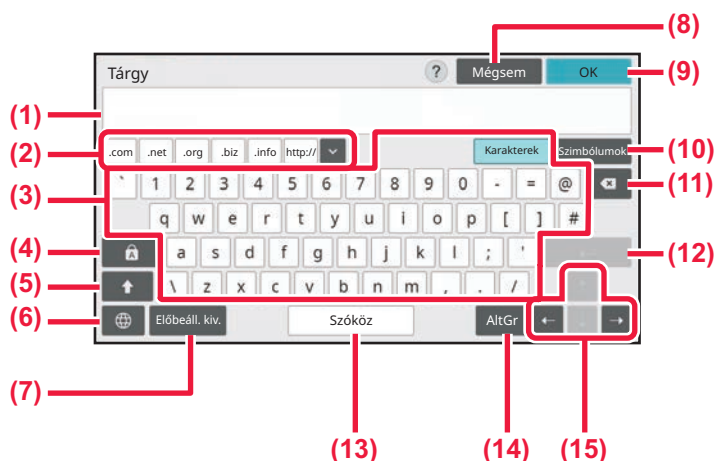 (8)
Tárgy ? Mégsem OK (9)
(1)
(2) .com .net .org .biz .info http:// Karakterek Szimbólumok (10)
(3) ` 1 2 3 4 5 6 7 8 9 0 - = @ (11)
q w e r t y u i o p [ ] #
(4) A a s d f g h j k l ; ' (12)
(5) \ z x c v b n m , . /
(6) Előbeáll. kiv. Szóköz AltGr ← →
(7)
(13) (14) (15)